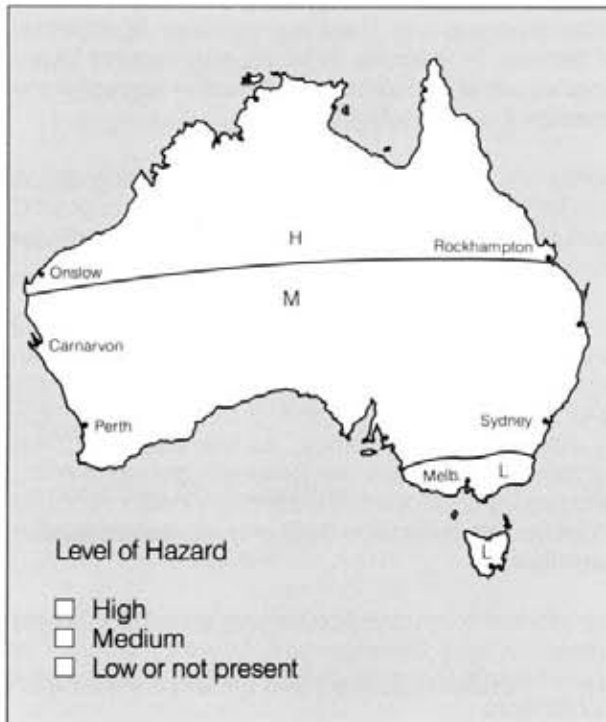 H
Rockhampton
Onslow
M
Carnarvon
Perth
Sydney
Melb.
L
L
Level of Hazard
High
Medium
Low or not present